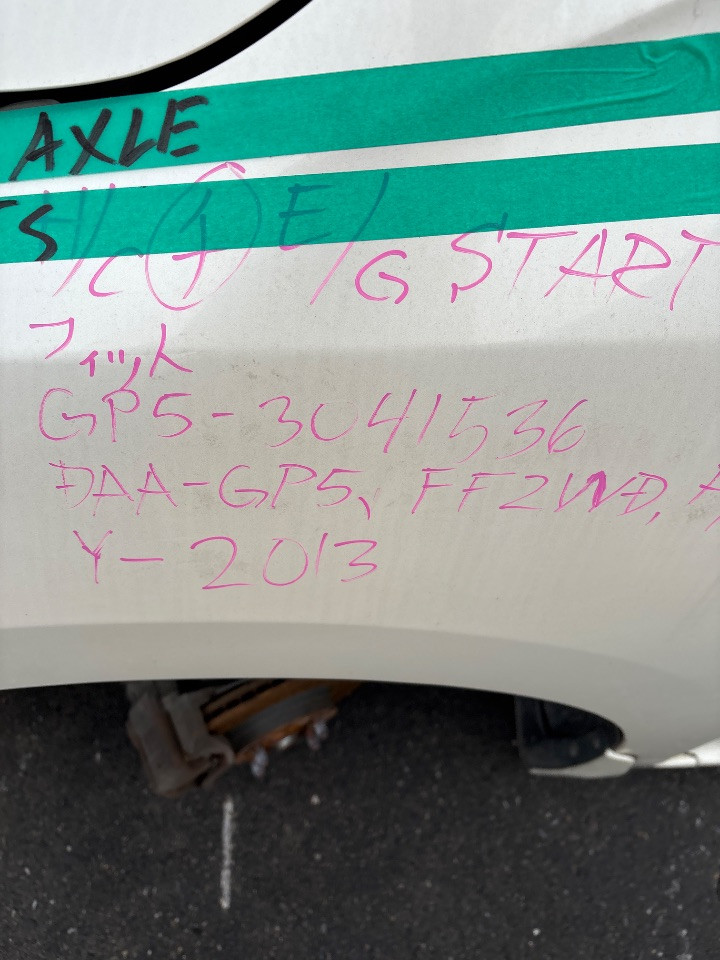 AXLE
S
/C + E/G START
フィット
GP5-3041536
DAA-GP5, FF2WD,
Y-2013